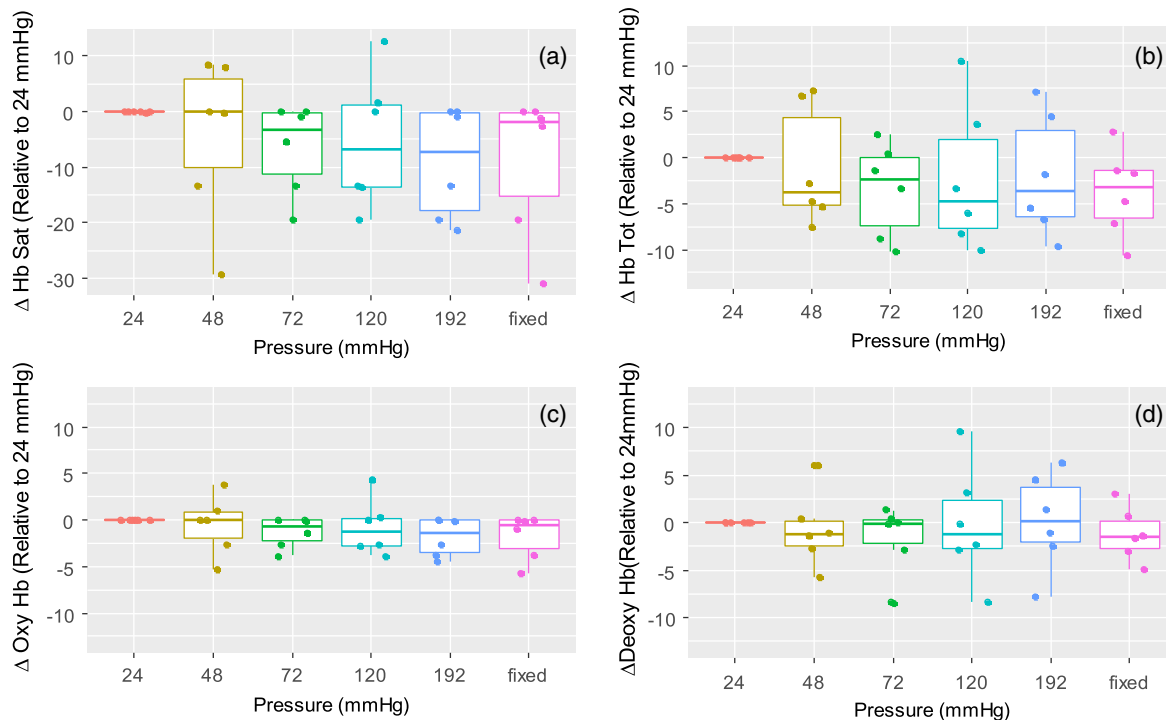 Δ Hb Sat (Relative to 24 mmHg)
10
0
-10
-20
-30
(a)
24 48 72 120 192 fixed
Pressure (mmHg)
Δ Hb Tot (Relative to 24 mmHg)
10
5
0
-5
-10
(b)
24 48 72 120 192 fixed
Pressure (mmHg)
Δ Oxy Hb (Relative to 24 mmHg)
10
5
0
-5
-10
(c)
24 48 72 120 192 fixed
Pressure (mmHg)
ΔDeoxy Hb(Relative to 24mmHg)
10
5
0
-5
-10
(d)
24 48 72 120 192 fixed
Pressure (mmHg)